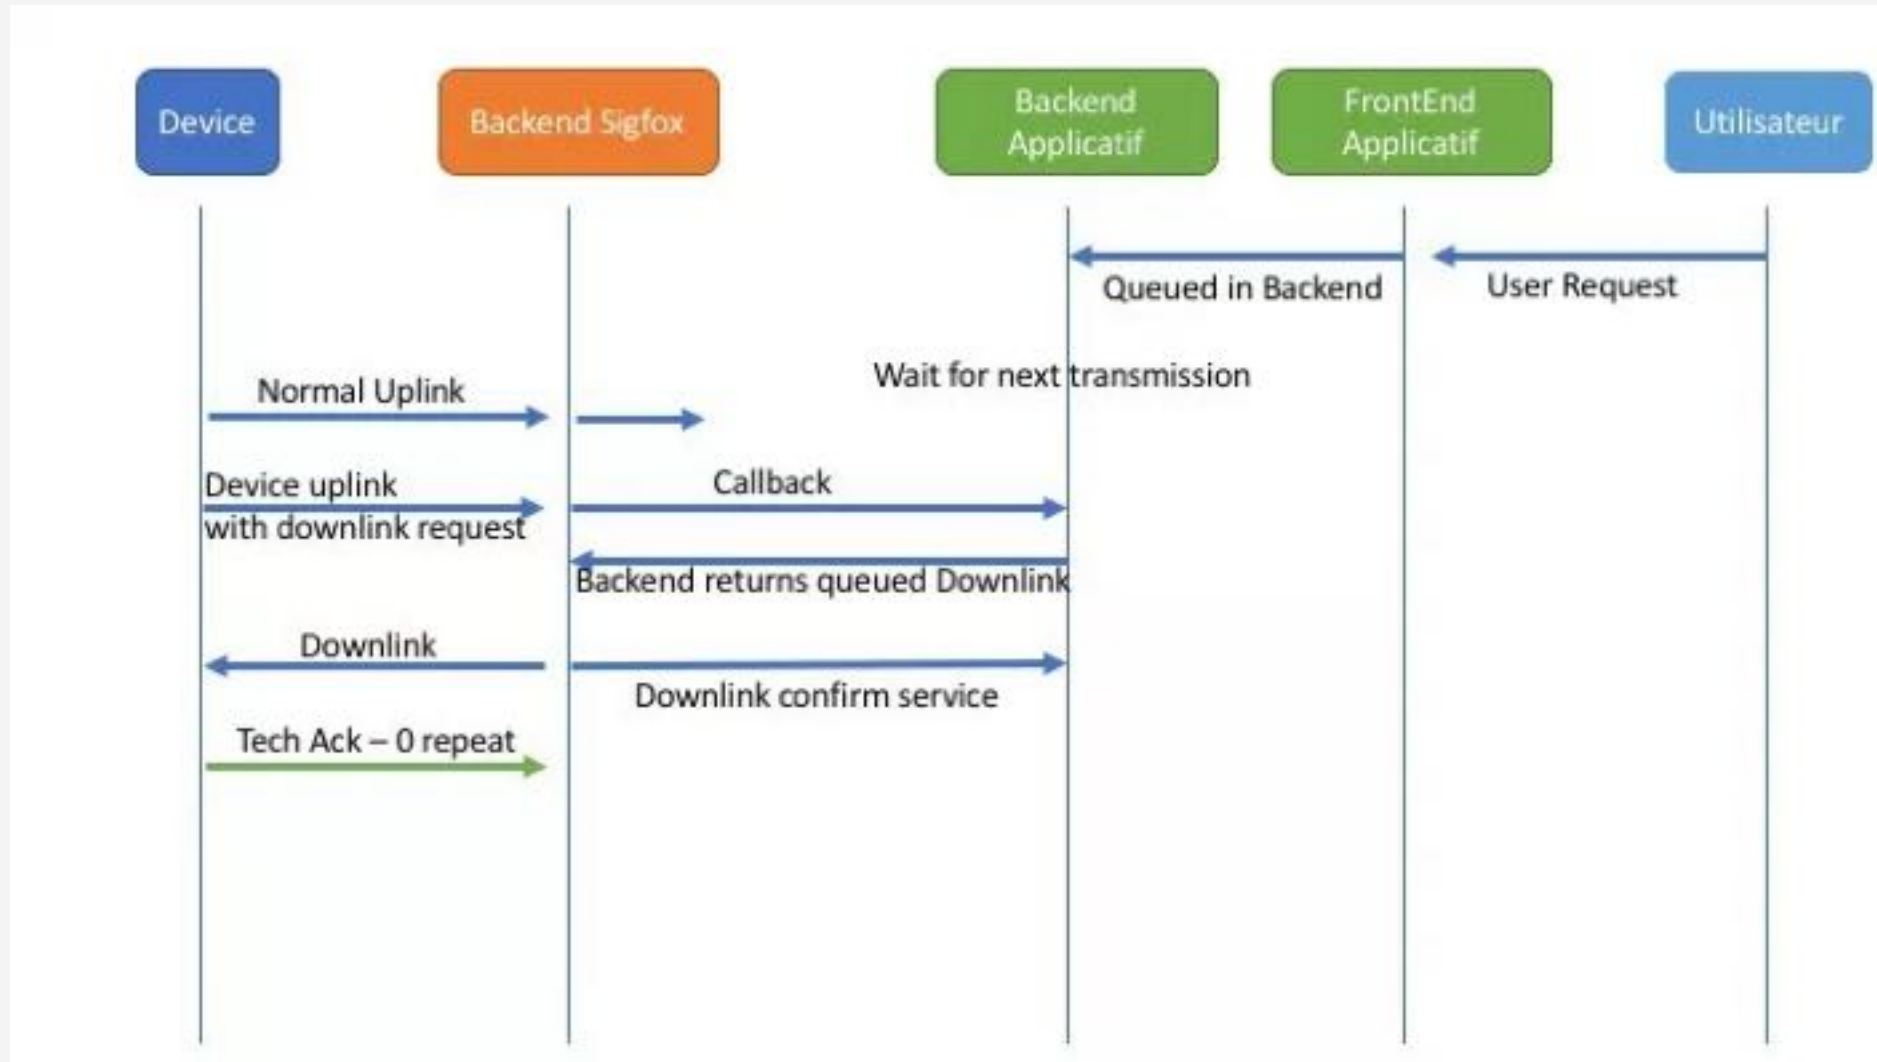 Device
Backend Sigfox
Backend
Applicatif
FrontEnd
Applicatif
Utilisateur
Queued in Backend
User Request
Wait for next transmission
Normal Uplink
Device uplink
with downlink request
Callback
Backend returns queued Downlink
Downlink
Downlink confirm service
Tech Ack – 0 repeat